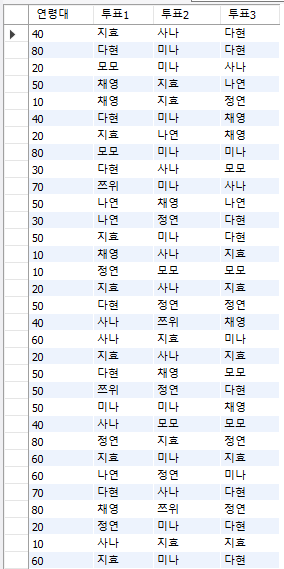 연령대 투표1 투표2 투표3
40 지효 사나 다현
80 다현 미나 다현
20 모모 미나 사나
50 채영 지효 나연
10 채영 지효 정연
40 다현 미나 채영
20 지효 나연 채영
80 모모 미나 미나
30 다현 사나 모모
70 쯔위 미나 사나
50 나연 채영 나연
30 나연 정연 다현
50 지효 미나 다현
10 채영 사나 지효
10 정연 모모 모모
20 지효 사나 지효
50 다현 정연 정연
40 사나 쯔위 채영
60 사나 지효 미나
20 지효 사나 지효
50 다현 채영 모모
50 쯔위 정연 다현
50 미나 미나 채영
40 사나 모모 모모
80 정연 지효 정연
60 지효 미나 다현
60 나연 정연 미나
70 다현 사나 다현
80 채영 쯔위 정연
20 정연 미나 다현
10 사나 지효 지효
60 지효 미나 다현